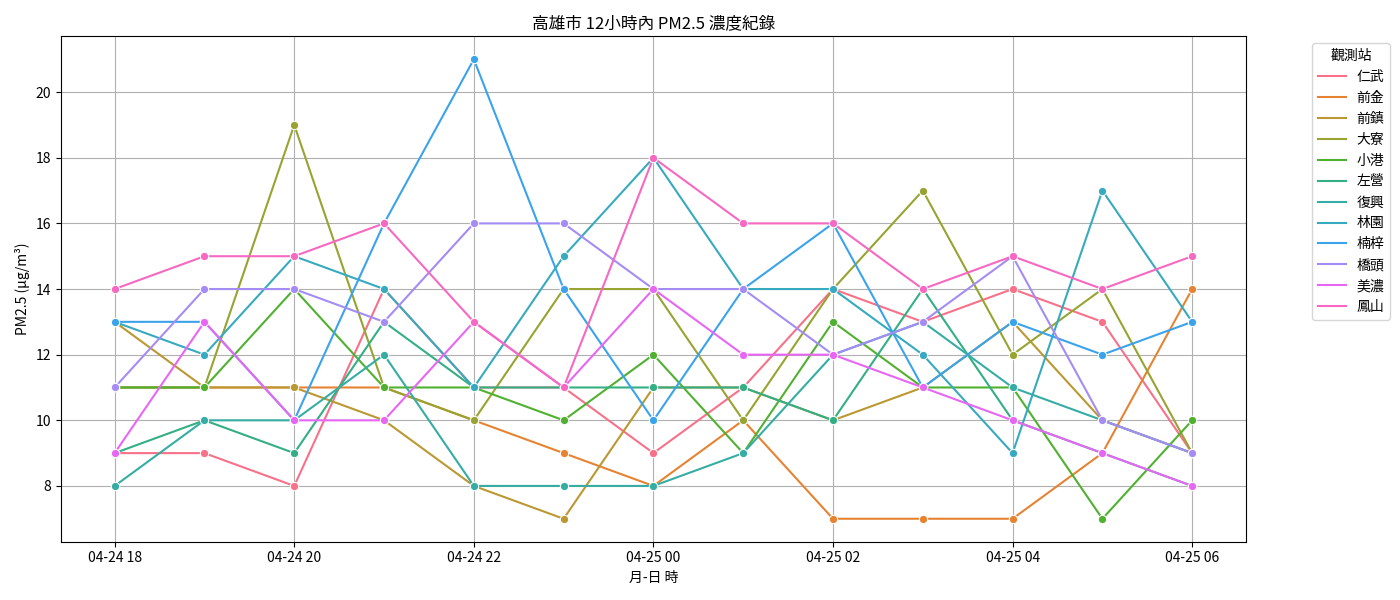 高雄市 12小時內 PM2.5 濃度紀錄
PM2.5 (μg/m³)
20
18
16
14
12
10
8
04-24 18
04-24 20
04-24 22
04-25 00
04-25 02
04-25 04
04-25 06
月-日 時
觀測站
仁武
前金
前鎮
大寮
小港
左營
復興
林園
楠梓
橋頭
美濃
鳳山